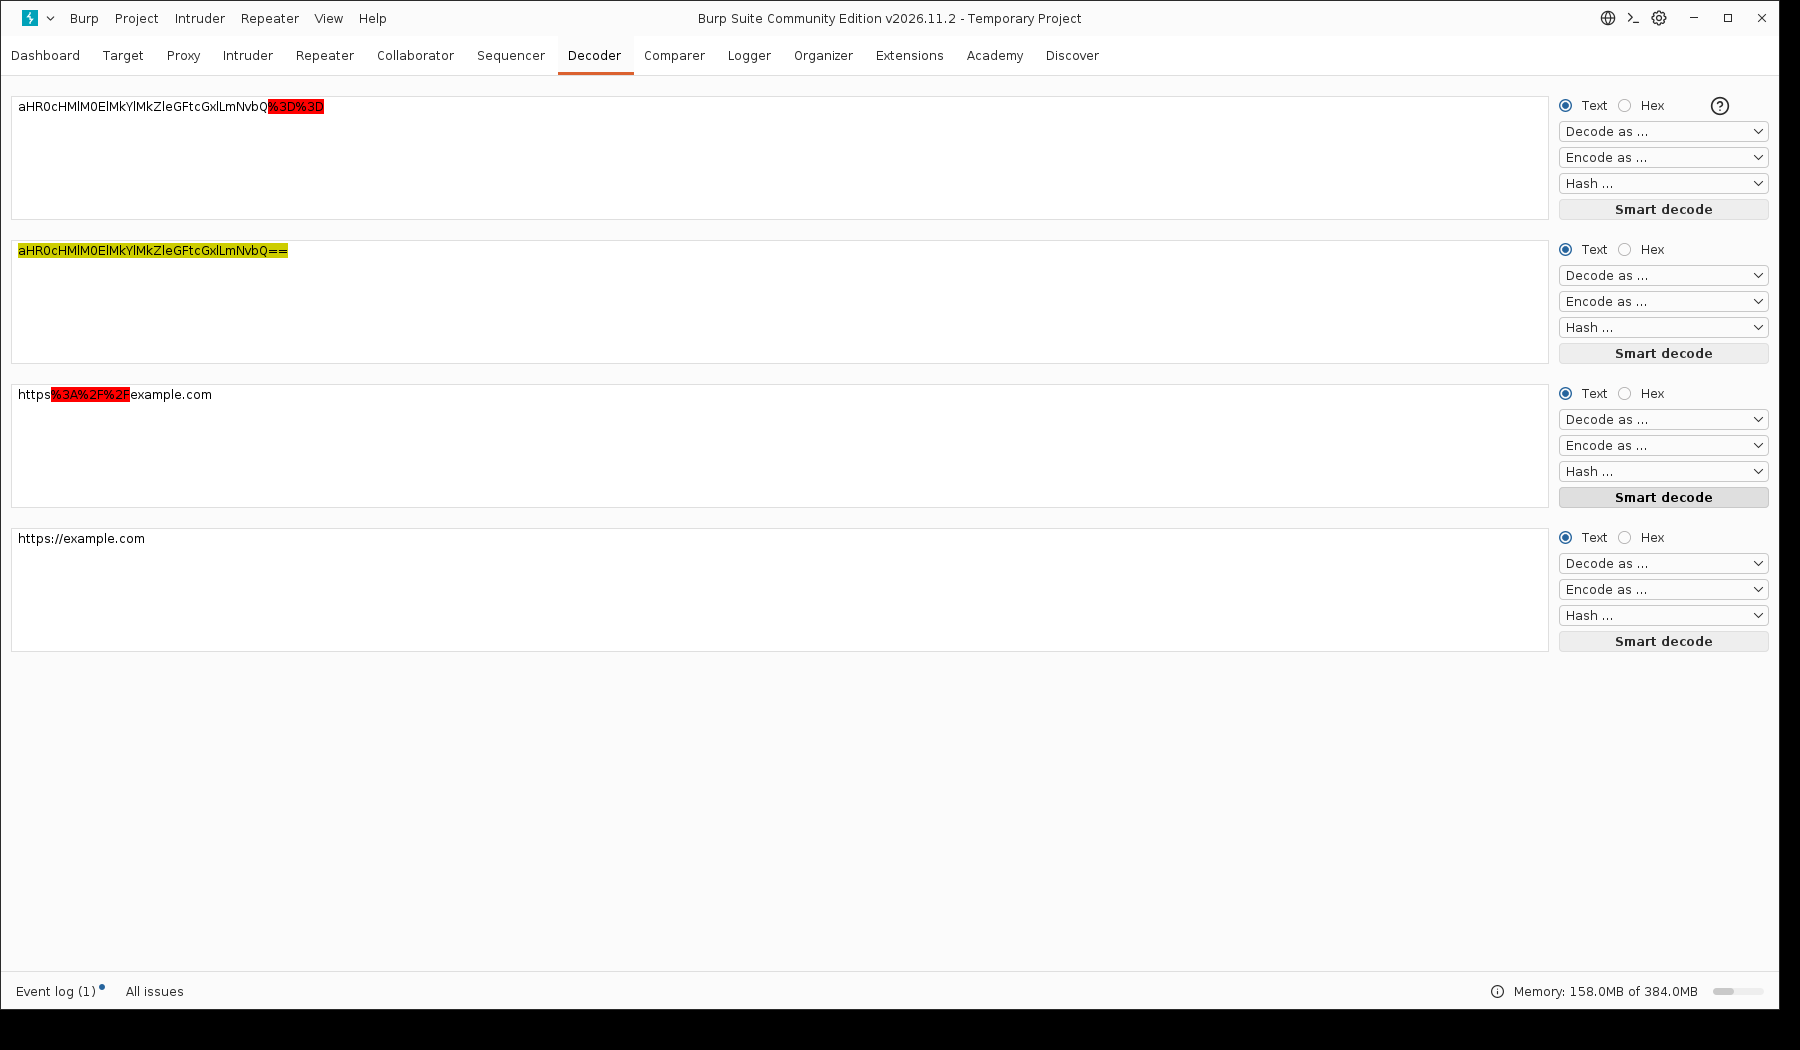 Burp Project Intruder Repeater View Help Burp Suite Community Edition v2026.11.2 - Temporary Project
Dashboard Target Proxy Intruder Repeater Collaborator Sequencer Decoder Comparer Logger Organizer Extensions Academy Discover
aHR0cHMlM0ElMkYlMkZleGFtcGxlLmNvbQ%3D%3D
Text Hex
Decode as ...
Encode as ...
Hash ...
Smart decode
aHR0cHMlM0ElMkYlMkZleGFtcGxlLmNvbQ==
Text Hex
Decode as ...
Encode as ...
Hash ...
Smart decode
https%3A%2F%2Fexample.com
Text Hex
Decode as ...
Encode as ...
Hash ...
Smart decode
https://example.com
Text Hex
Decode as ...
Encode as ...
Hash ...
Smart decode
Event log (1) All issues Memory: 158.0MB of 384.0MB